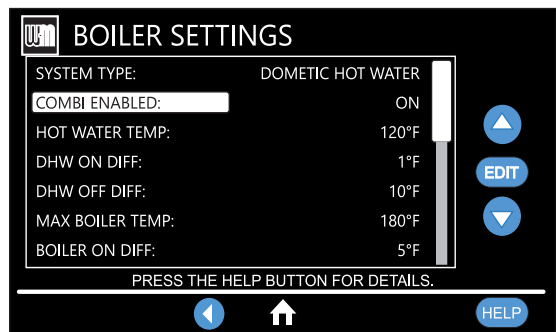 WM BOILER SETTINGS
SYSTEM TYPE: DOMETIC HOT WATER
COMBI ENABLED: ON
HOT WATER TEMP: 120°F
DHW ON DIFF: 1°F
DHW OFF DIFF: 10°F
MAX BOILER TEMP: 180°F
BOILER ON DIFF: 5°F
EDIT
PRESS THE HELP BUTTON FOR DETAILS.
HELP